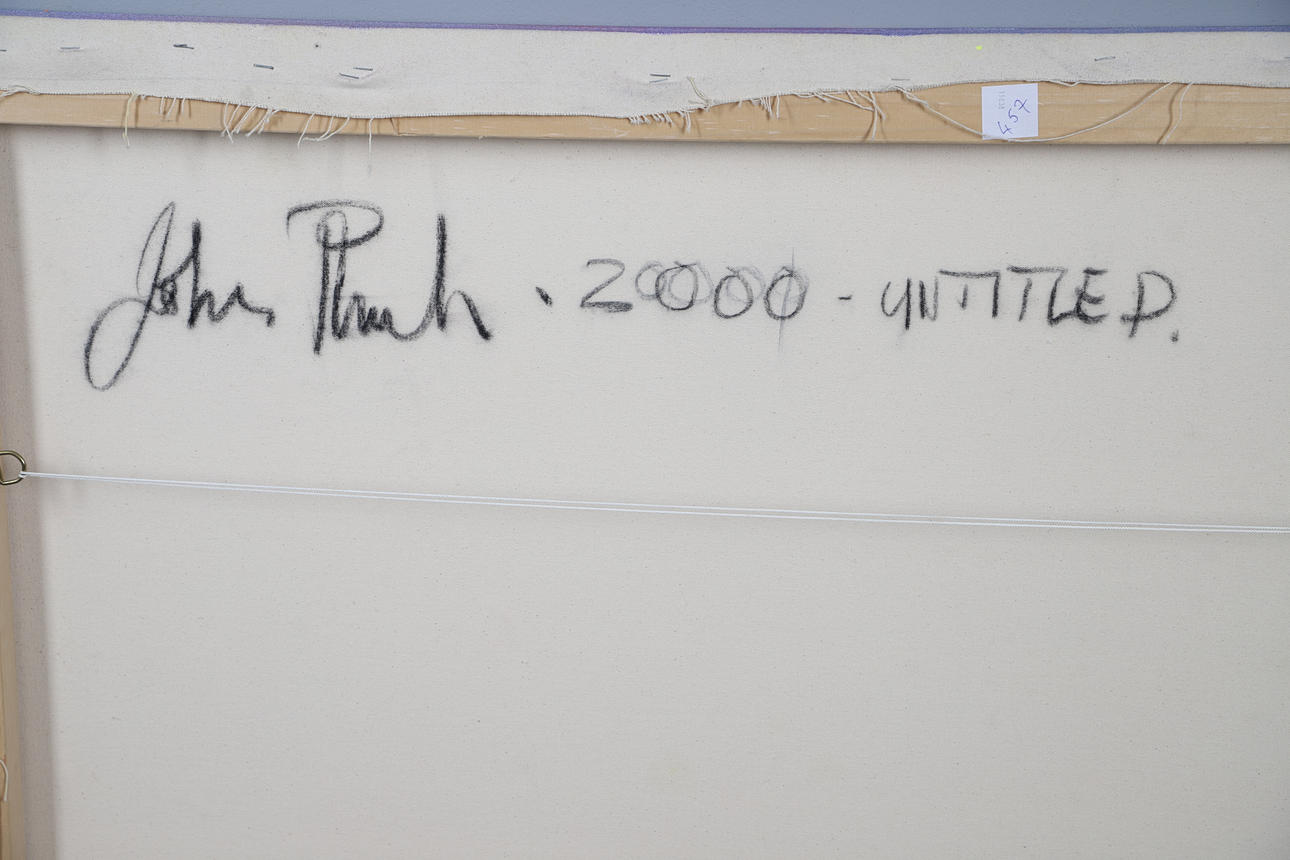 457
John Plumb . 2000 - UNTITLED.